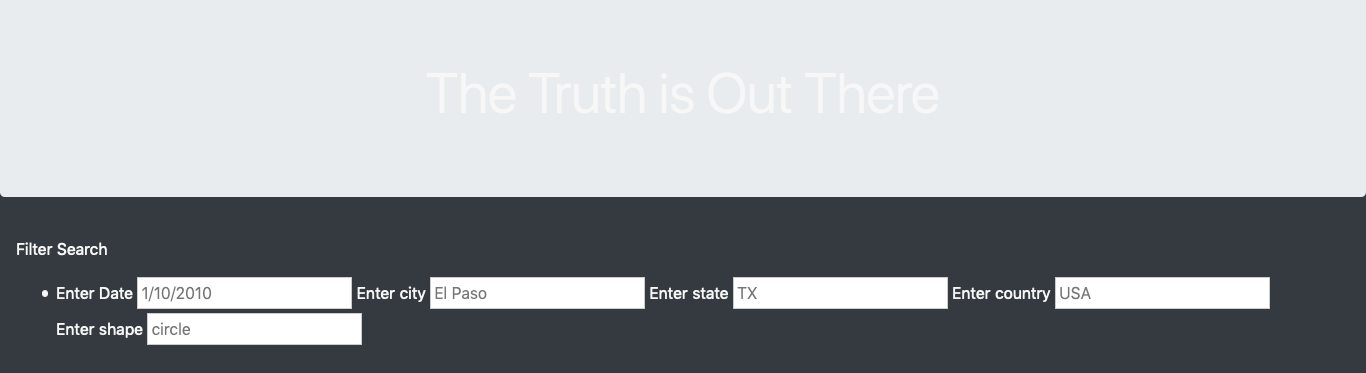 The Truth is Out There
Filter Search
• Enter Date 1/10/2010 Enter city El Paso Enter state TX Enter country USA
Enter shape circle